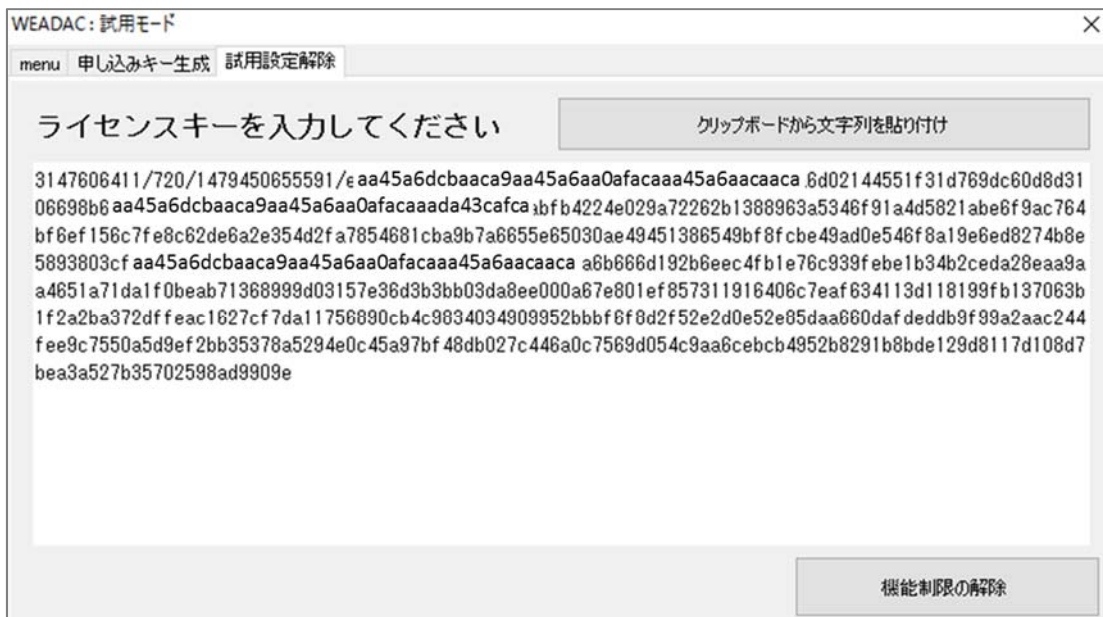 WEADAC: 試用モード
menu 申し込みキー生成 試用設定解除
ライセンスキーを入力してください クリップボードから文字列を貼り付け
3147606411/720/1479450655591/e aa45a6dcbaaca9aa45a6aa0afacaaa45a6aacaaca .6d02144551f31d769dc60d8d31
06698b6 aa45a6dcbaaca9aa45a6aa0afacaaada43cafca abfb4224e029a72262b1388963a5346f91a4d5821abe6f9ac764
bf6ef156c7fe8c62de6a2e354d2fa7854681cba9b7a6655e65030ae49451386549bf8fcbe49ad0e546f8a19e6ed8274b8e
5893803cf aa45a6dcbaaca9aa45a6aa0afacaaa45a6aacaaca a6b666d192b6eec4fb1e76c939febe1b34b2ceda28eaa9a
a4651a71da1f0beab71368999d03157e36d3b3bb03da8ee000a67e801ef857311916406c7eaf634113d118199fb137063b
1f2a2ba372dffeac1627cf7da11756890cb4c9834034909952bbbf6f8d2f52e2d0e52e85daa660dafdeddb9f99a2aac244
fee9c7550a5d9ef2bb35378a5294e0c45a97bf48db027c446a0c7569d054c9aa6cebcb4952b8291b8bde129d8117d108d7
bea3a527b35702598ad9909e
機能制限の解除